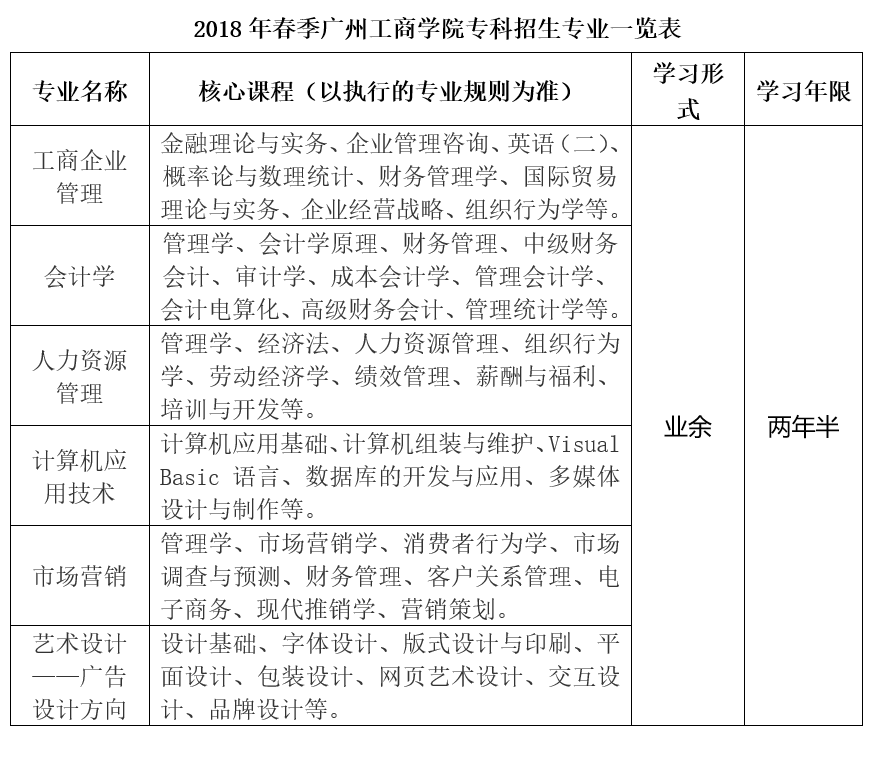 2018 年春季广州工商学院专科招生专业一览表
专业名称
核心课程（以执行的专业规则为准）
学习形
式
学习年限
工商企业
管理
金融理论与实务、企业管理咨询、英语（二）、
概率论与数理统计、财务管理学、国际贸易
理论与实务、企业经营战略、组织行为学等。
会计学
管理学、会计学原理、财务管理、中级财务
会计、审计学、成本会计学、管理会计学、
会计电算化、高级财务会计、管理统计学等。
人力资源
管理
管理学、经济法、人力资源管理、组织行为
学、劳动经济学、绩效管理、薪酬与福利、
培训与开发等。
计算机应
用技术
计算机应用基础、计算机组装与维护、Visual
Basic 语言、数据库的开发与应用、多媒体
设计与制作等。
市场营销
管理学、市场营销学、消费者行为学、市场
调查与预测、财务管理、客户关系管理、电
子商务、现代推销学、营销策划。
艺术设计
——广告
设计方向
设计基础、字体设计、版式设计与印刷、平
面设计、包装设计、网页艺术设计、交互设
计、品牌设计等。
业余
两年半